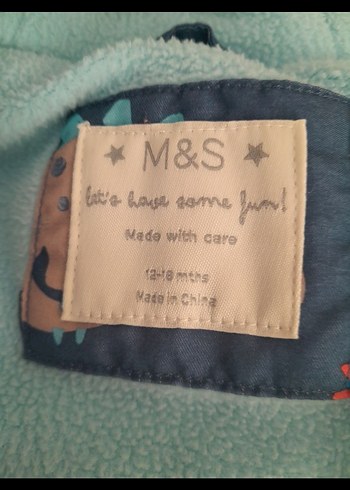 M&S
let's have some fun!
Made with care
12-18 mths
Made in China